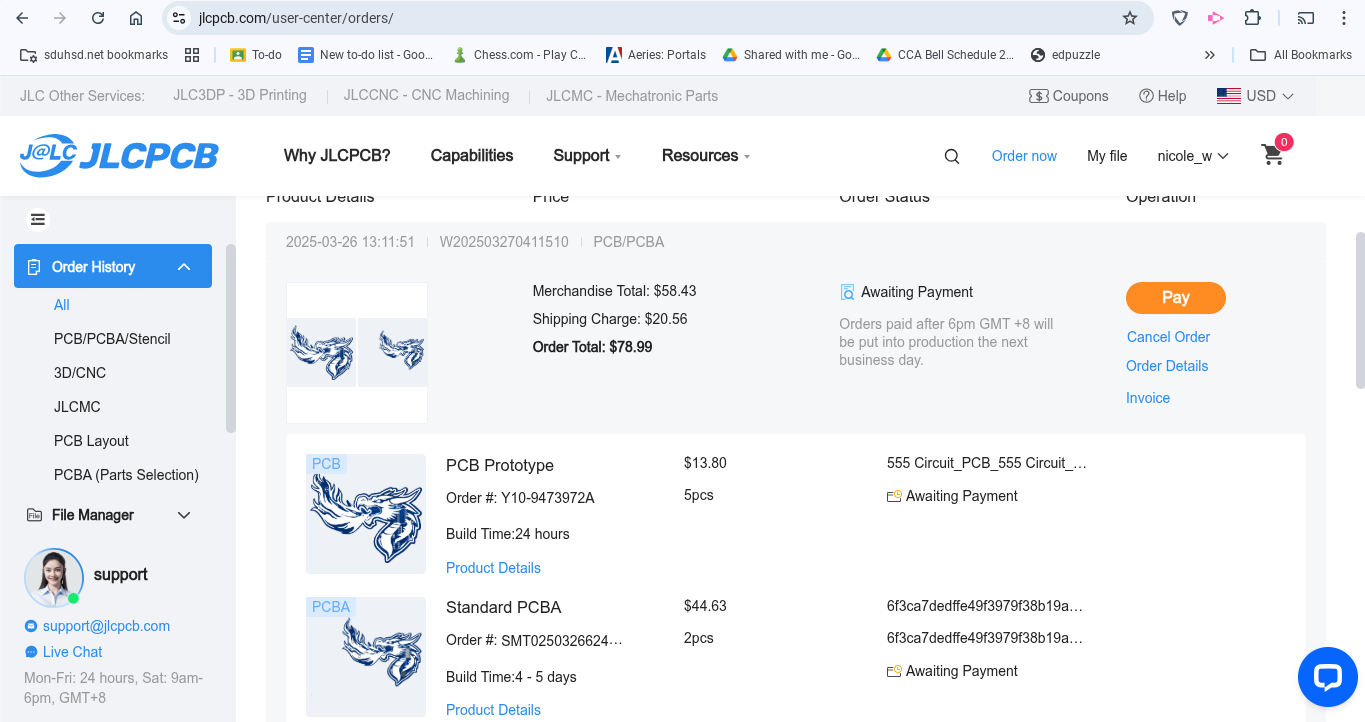 jlcpcb.com/user-center/orders/
sduhsd.net bookmarks
To-do
New to-do list - Goo...
Chess.com - Play C...
Aeries: Portals
Shared with me - Go...
CCA Bell Schedule 2...
edpuzzle
All Bookmarks
JLC Other Services:
JLC3DP - 3D Printing
JLCCNC - CNC Machining
JLCMC - Mechatronic Parts
Coupons
Help
USD
J@LC JLCPCB
Why JLCPCB?
Capabilities
Support
Resources
Order now
My file
nicole_w
0
Product Details
Price
Order Status
Operation
Order History
All
PCB/PCBA/Stencil
3D/CNC
JLCMC
PCB Layout
PCBA (Parts Selection)
File
File Manager
support
support@jlcpcb.com
Live Chat
Mon-Fri: 24 hours, Sat: 9am-
6pm, GMT+8
2025-03-26 13:11:51
W202503270411510
PCB/PCBA
Merchandise Total: $58.43
Shipping Charge: $20.56
Order Total: $78.99
Awaiting Payment
Orders paid after 6pm GMT +8 will
be put into production the next
business day.
Pay
Cancel Order
Order Details
Invoice
PCB
PCB Prototype
Order #: Y10-9473972A
Build Time:24 hours
Product Details
$13.80
5pcs
555 Circuit_PCB_555 Circuit_...
Awaiting Payment
PCBA
Standard PCBA
Order #: SMT0250326624...
Build Time:4 - 5 days
Product Details
$44.63
2pcs
6f3ca7dedffe49f3979f38b19a...
6f3ca7dedffe49f3979f38b19a...
Awaiting Payment